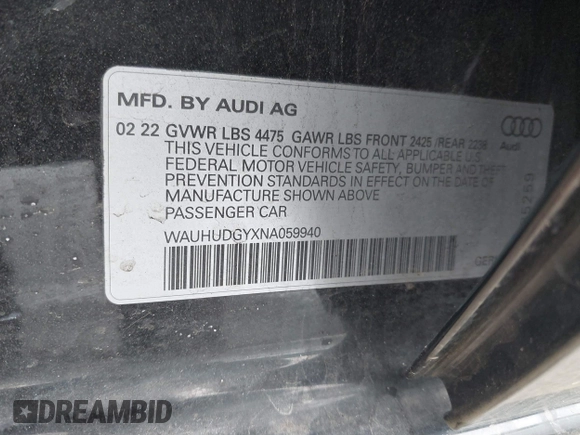 MFD. BY AUDI AG
02 22 GVWR LBS 4475 GAWR LBS FRONT 2425 /REAR 2238
THIS VEHICLE CONFORMS TO ALL APPLICABLE US
FEDERAL MOTOR VEHICLE SAFETY, BUMPER AND THEFT
PREVENTION STANDARDS IN EFFECT ON THE DATE OF
MANUFACTURE SHOWN ABOVE
PASSENGER CAR
WAUHUDGYXNA059940
Audi
DREAMBID